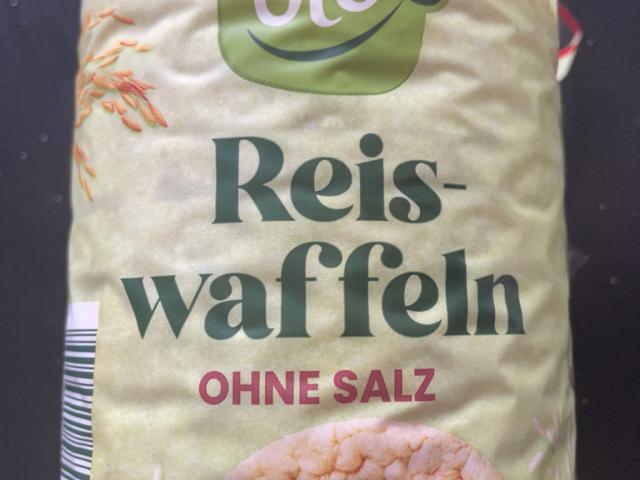 Reis-
waffeln
OHNE SALZ